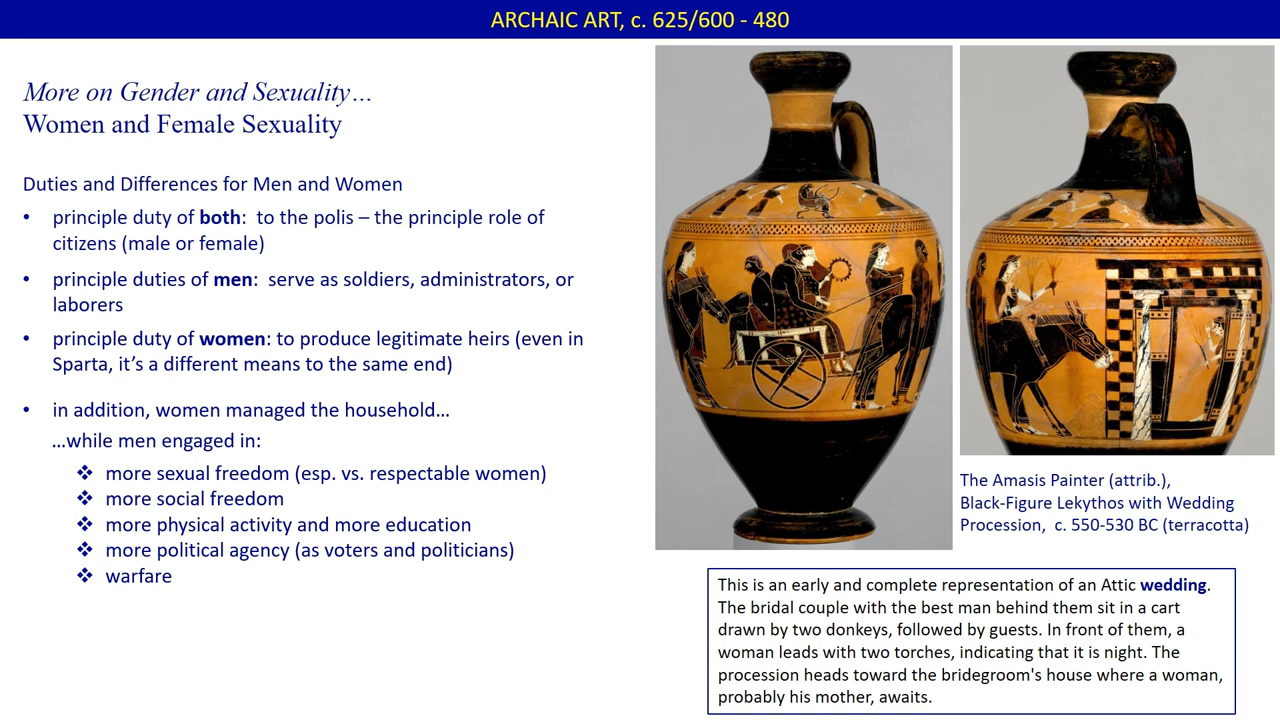 ARCHAIC ART, c. 625/600 - 480
More on Gender and Sexuality…
Women and Female Sexuality
Duties and Differences for Men and Women
• principle duty of both: to the polis – the principle role of
citizens (male or female)
• principle duties of men: serve as soldiers, administrators, or
laborers
• principle duty of women: to produce legitimate heirs (even in
Sparta, it’s a different means to the same end)
• in addition, women managed the household…
…while men engaged in:
❖ more sexual freedom (esp. vs. respectable women)
❖ more social freedom
❖ more physical activity and more education
❖ more political agency (as voters and politicians)
❖ warfare
The Amasis Painter (attrib.),
Black-Figure Lekythos with Wedding
Procession, c. 550-530 BC (terracotta)
This is an early and complete representation of an Attic wedding.
The bridal couple with the best man behind them sit in a cart
drawn by two donkeys, followed by guests. In front of them, a
woman leads with two torches, indicating that it is night. The
procession heads toward the bridegroom's house where a woman,
probably his mother, awaits.